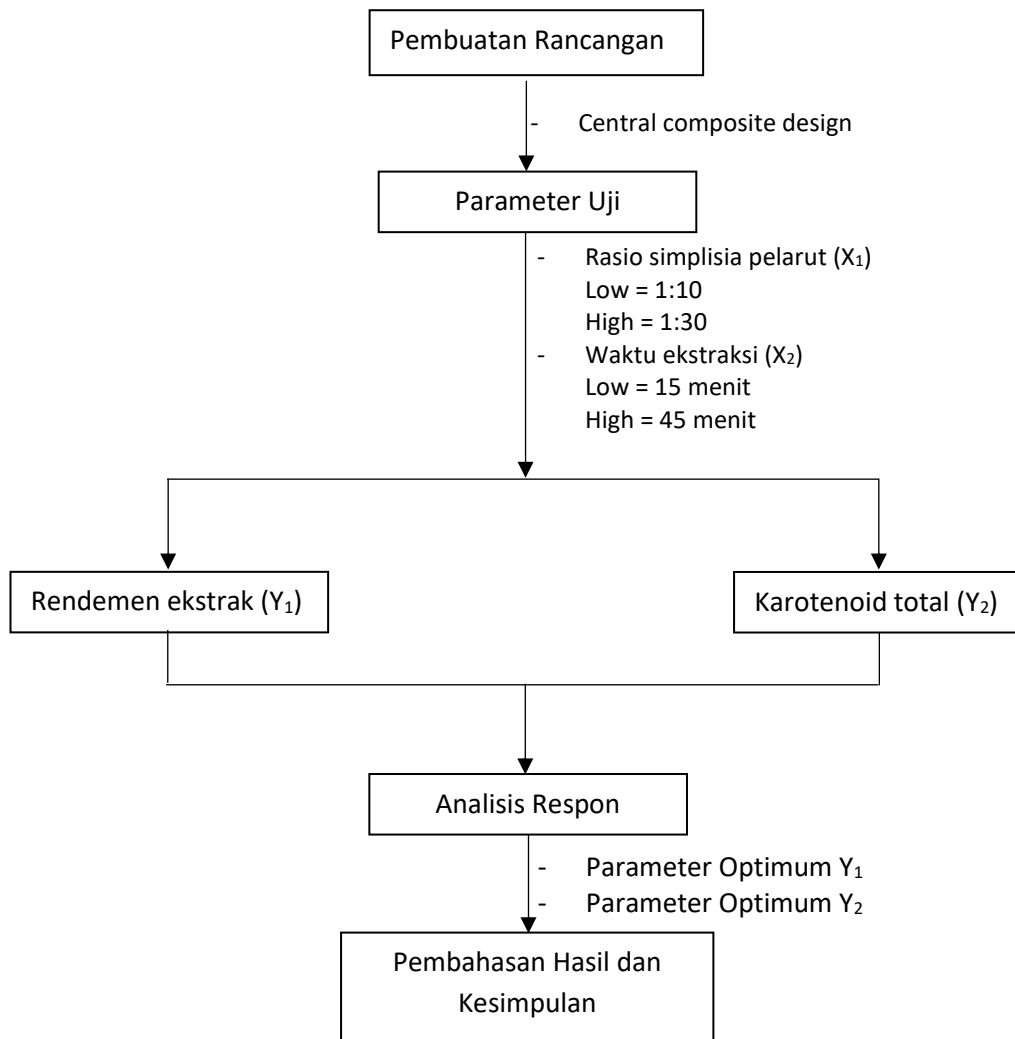 Pembuatan Rancangan
- Central composite design
Parameter Uji
- Rasio simplisia pelarut (X₁)
Low = 1:10
High = 1:30
- Waktu ekstraksi (X₂)
Low = 15 menit
High = 45 menit
Rendemen ekstrak (Y₁)
Karotenoid total (Y₂)
Analisis Respon
- Parameter Optimum Y₁
- Parameter Optimum Y₂
Pembahasan Hasil dan
Kesimpulan